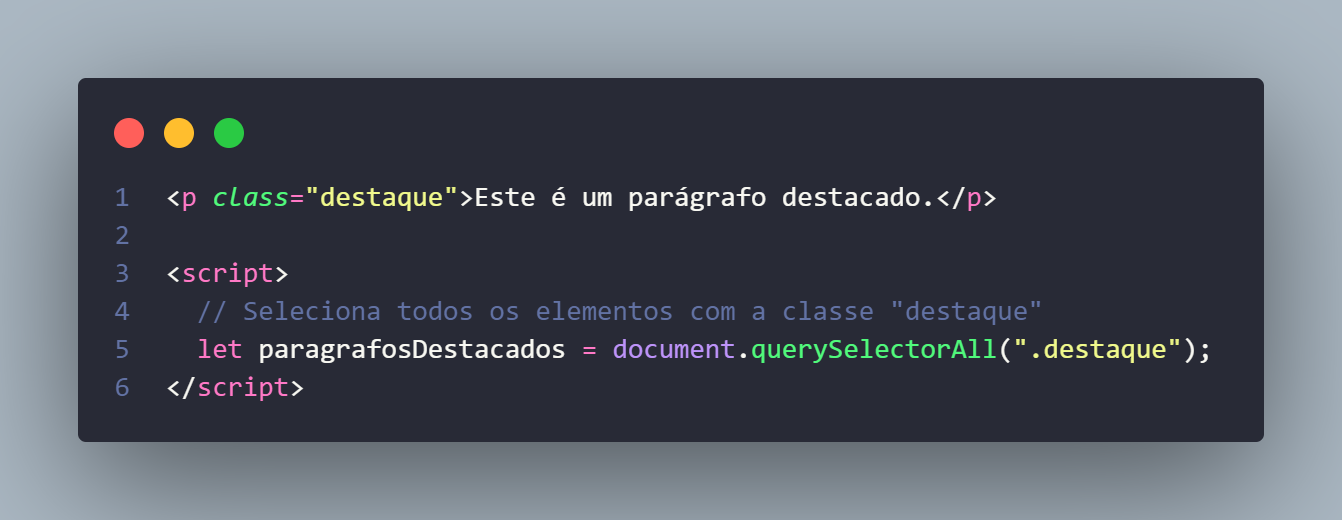 1 <p class="destaque">Este é um parágrafo destacado.</p>
2
3 <script>
4   // Seleciona todos os elementos com a classe "destaque"
5   let paragrafosDestacados = document.querySelectorAll(".destaque");
6 </script>